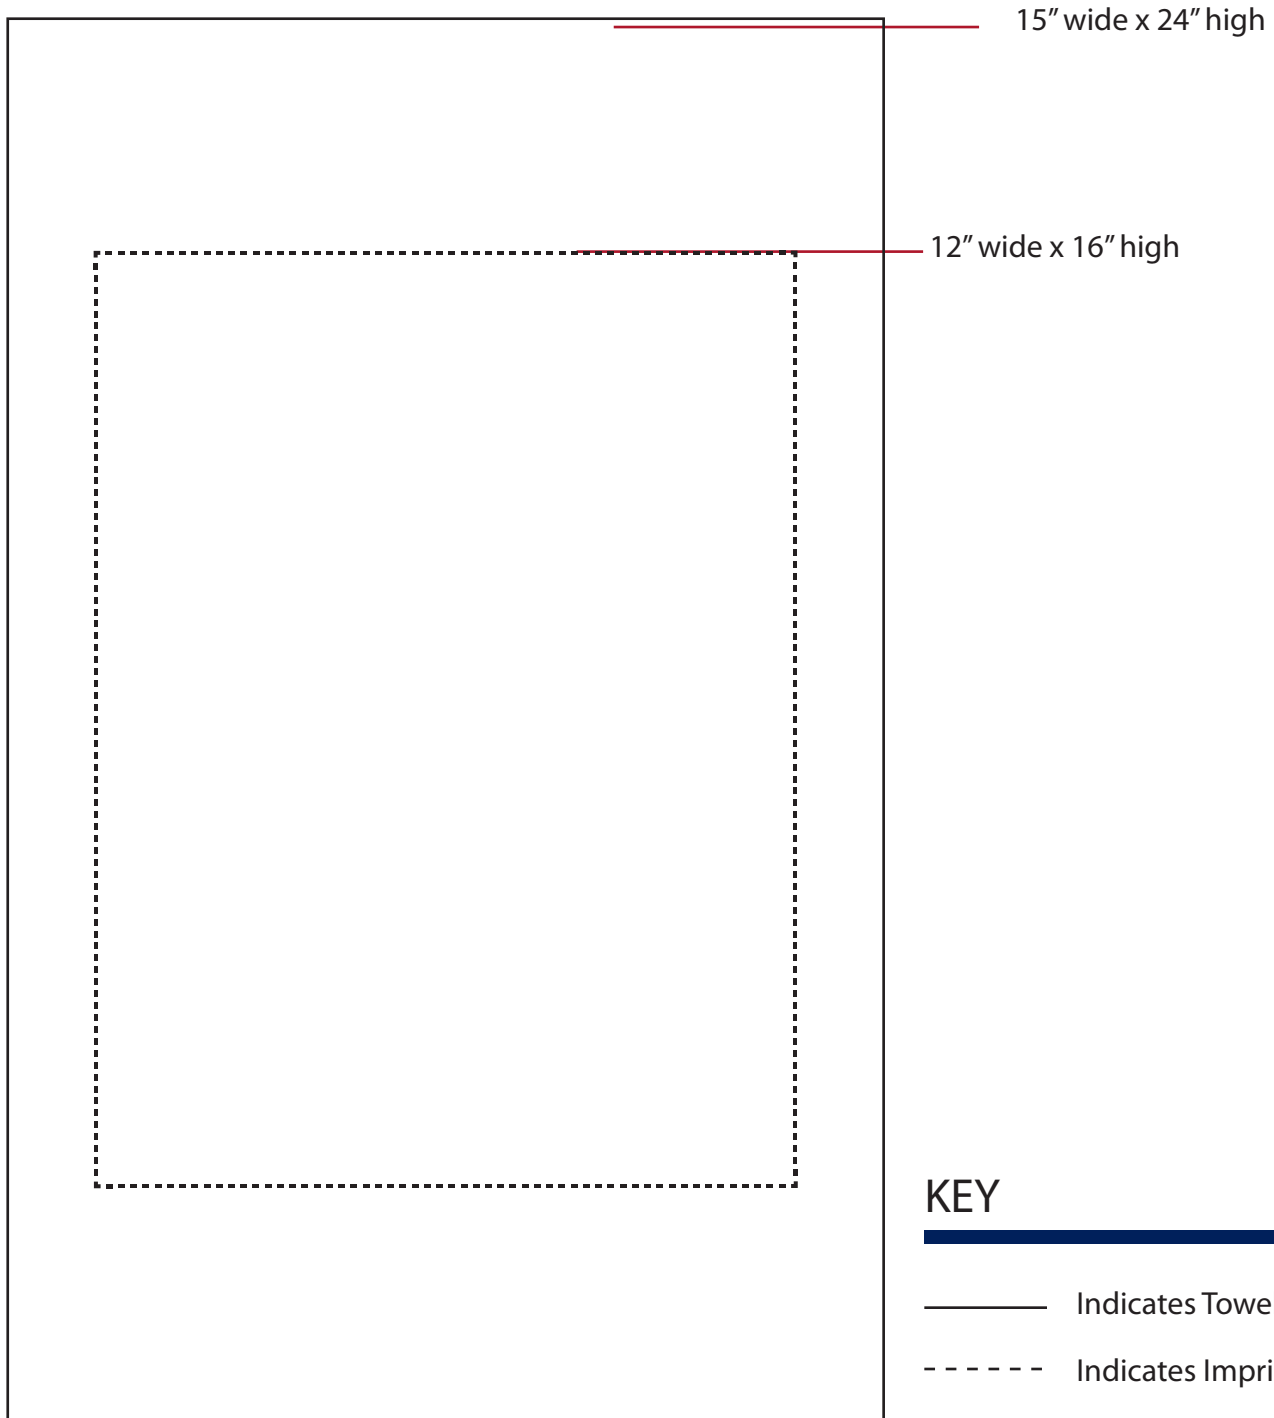 15” wide x 24” high
12” wide x 16” high
KEY
Indicates Towe
Indicates Impri